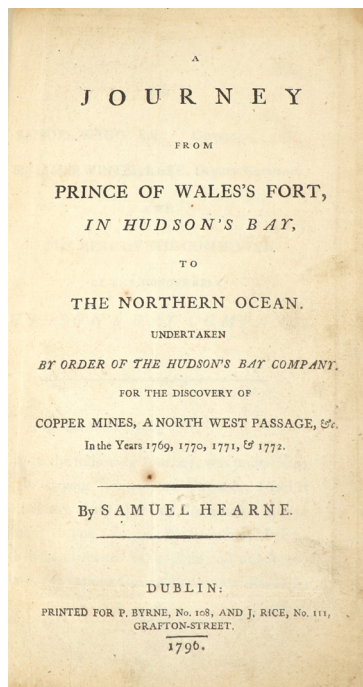 A
JOURNEY
FROM
PRINCE OF WALES'S FORT,
IN HUDSON'S BAY,
TO
THE NORTHERN OCEAN.
UNDERTAKEN
BY ORDER OF THE HUDSON'S BAY COMPANY.
FOR THE DISCOVERY OF
COPPER MINES, A NORTH WEST PASSAGE, &c.
In the Years 1769, 1770, 1771, & 1772.
By SAMUEL HEARNE.
DUBLIN:
PRINTED FOR P. BYRNE, No. 108, AND J. RICE, No. 111,
GRAFTON-STREET.
1796.